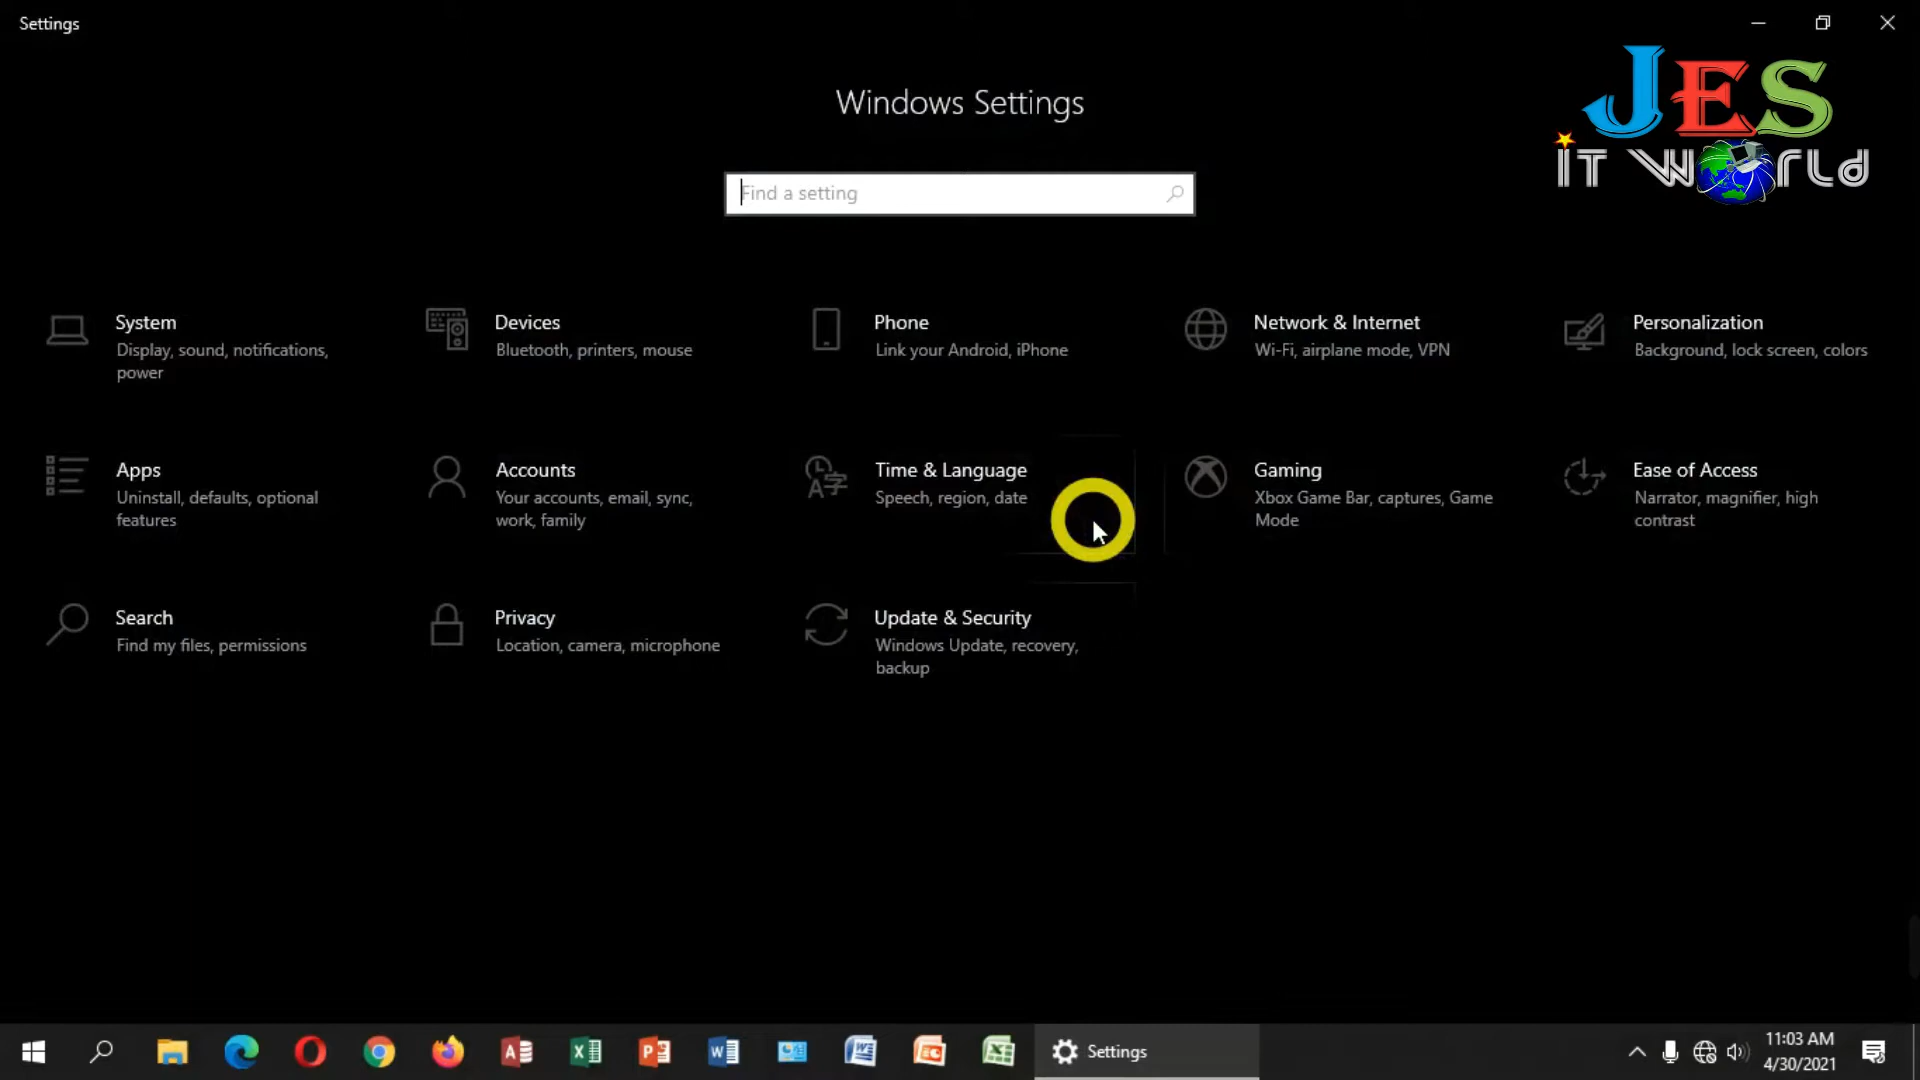 Settings
JES
iT WORLD
Windows Settings
Find a setting
System
Display, sound, notifications,
power
Devices
Bluetooth, printers, mouse
Phone
Link your Android, iPhone
Network & Internet
Wi-Fi, airplane mode, VPN
Personalization
Background, lock screen, colors
Apps
Uninstall, defaults, optional
features
Accounts
Your accounts, email, sync,
work, family
Time & Language
Speech, region, date
Gaming
Xbox Game Bar, captures, Game
Mode
Ease of Access
Narrator, magnifier, high
contrast
Search
Find my files, permissions
Privacy
Location, camera, microphone
Update & Security
Windows Update, recovery,
backup
Settings
11:03 AM
4/30/2021